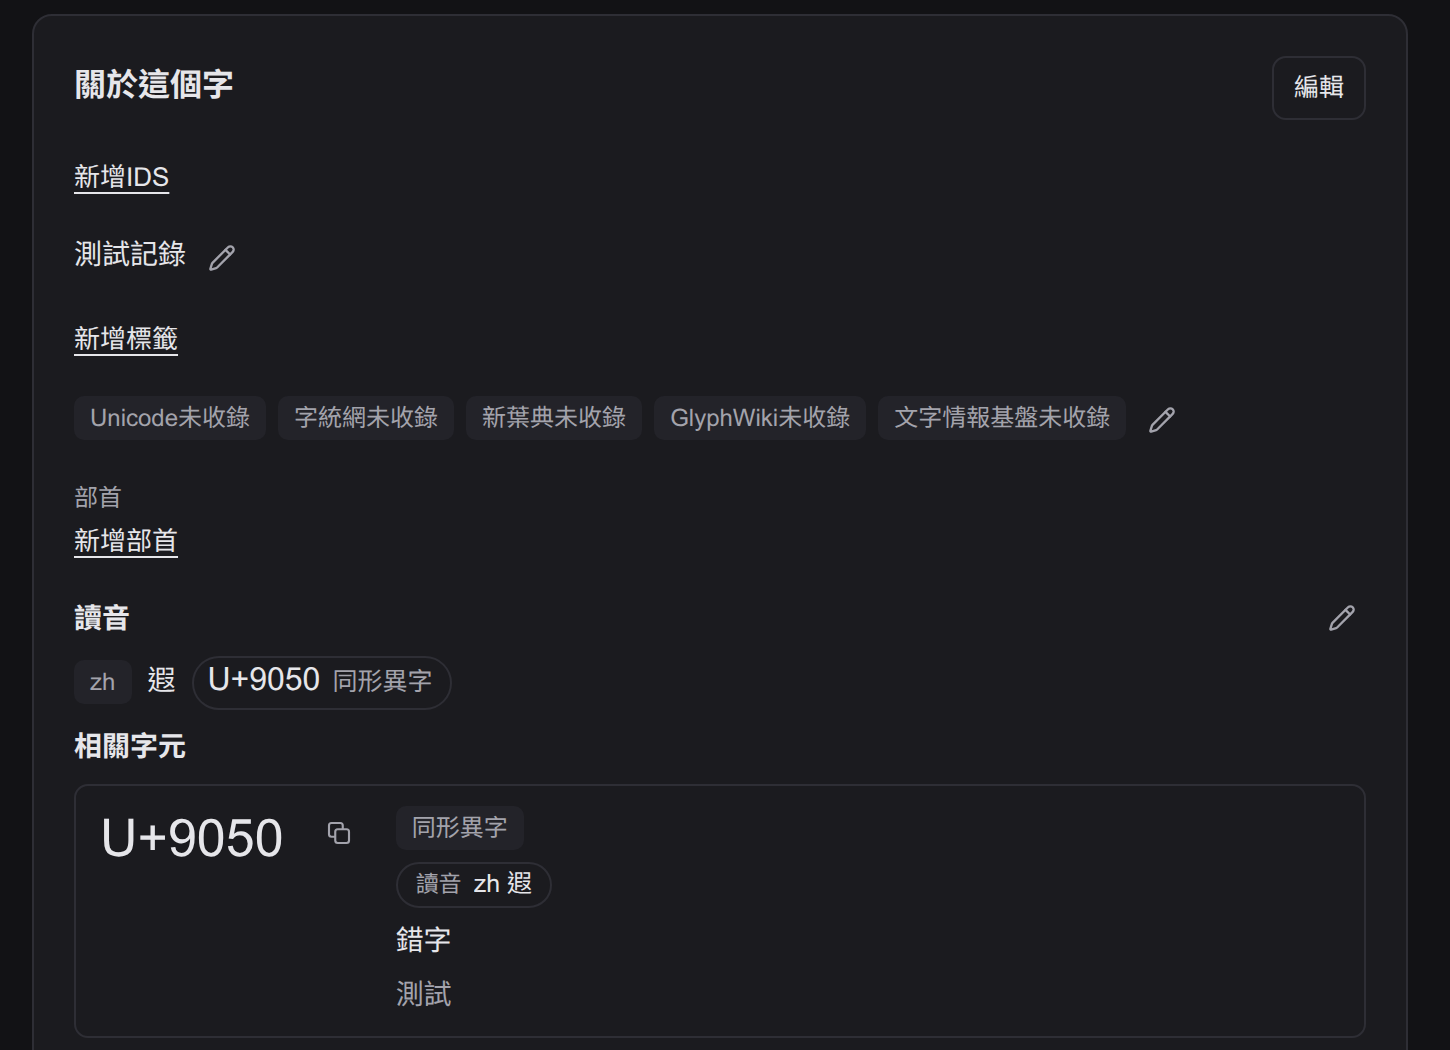 關於這個字
編輯
新增IDS
測試記錄
新增標籤
Unicode未收錄 字統網未收錄 新葉典未收錄 GlyphWiki未收錄 文字情報基盤未收錄
部首
新增部首
讀音
zh 遐 U+9050 同形異字
相關字元
U+9050
同形異字
讀音 zh 遐
錯字
測試